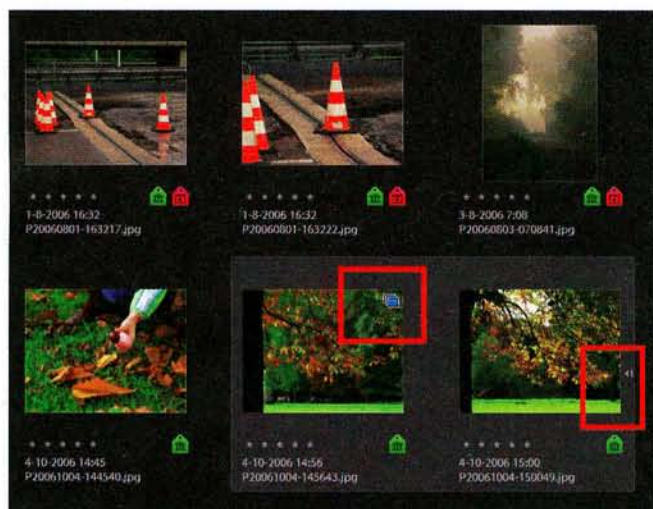 1-8-2006 16:32
P20060801-163217.jpg
1-8-2006 16:32
P20060801-163222.jpg
3-8-2006 7:08
P20060803-070841.jpg
4-10-2006 14:45
P20061004-144540.jpg
4-10-2006 14:56
P20061004-145643.jpg
4-10-2006 15:00
P20061004-150049.jpg